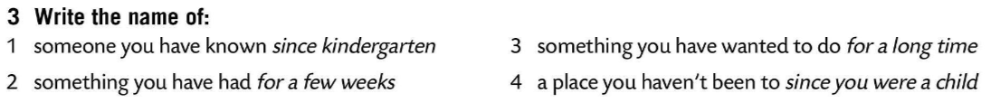 3 Write the name of:
1 someone you have known since kindergarten
2 something you have had for a few weeks
3 something you have wanted to do for a long time
4 a place you haven't been to since you were a child